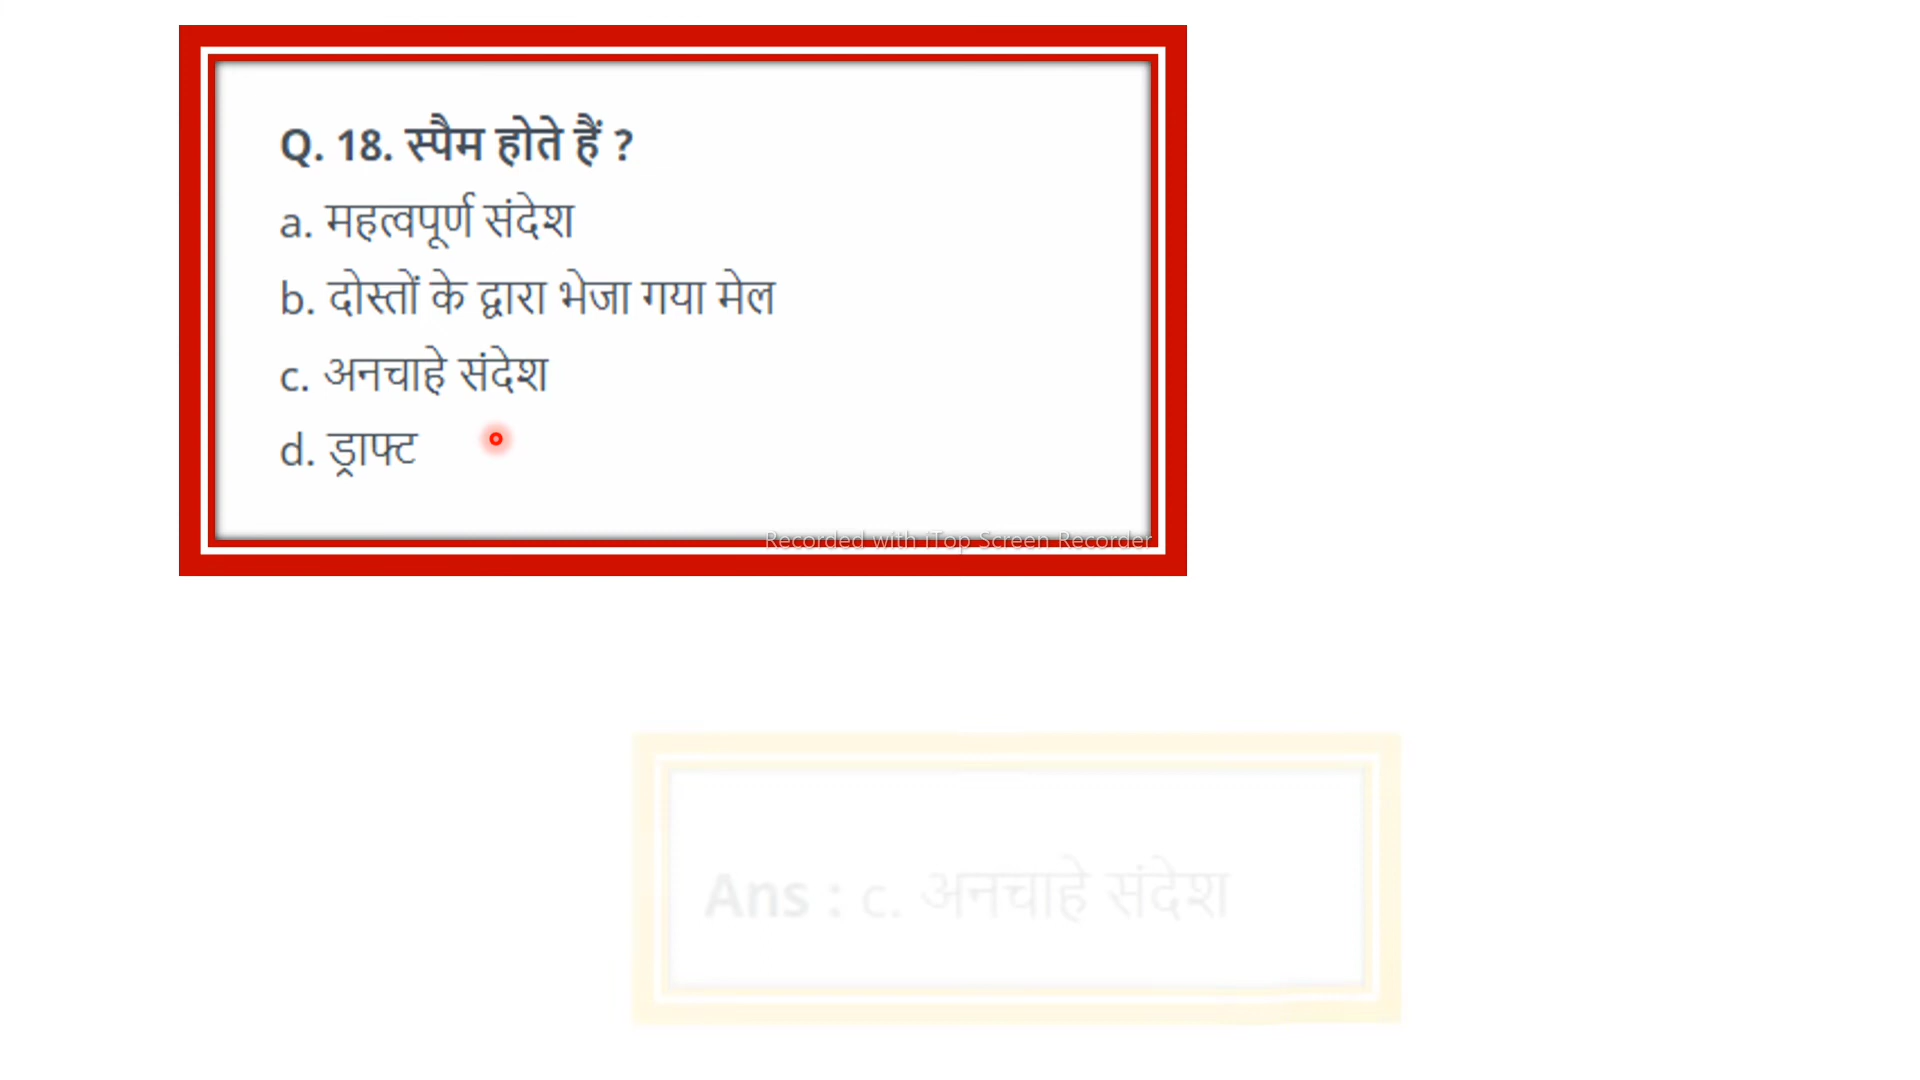 Q. 18. स्पैम होते हैं ?
a. महत्वपूर्ण संदेश
b. दोस्तों के द्वारा भेजा गया मेल
c. अनचाहे संदेश
d. ड्राफ्ट
Recorded with iTop Screen Recorder
Ans : c. अनचाहे संदेश